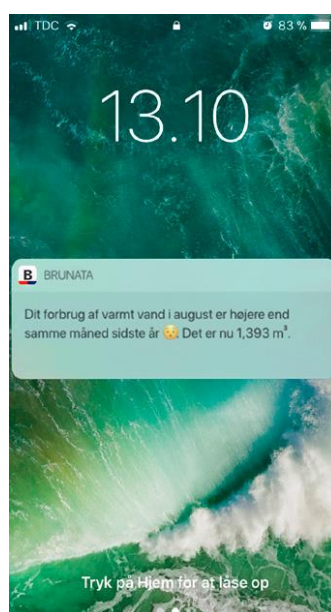 TDC 83 %
13.10
B BRUNATA
Dit forbrug af varmt vand i august er højere end
samme måned sidste år 😟. Det er nu 1,393 m³.
Tryk på Hjem for at låse op